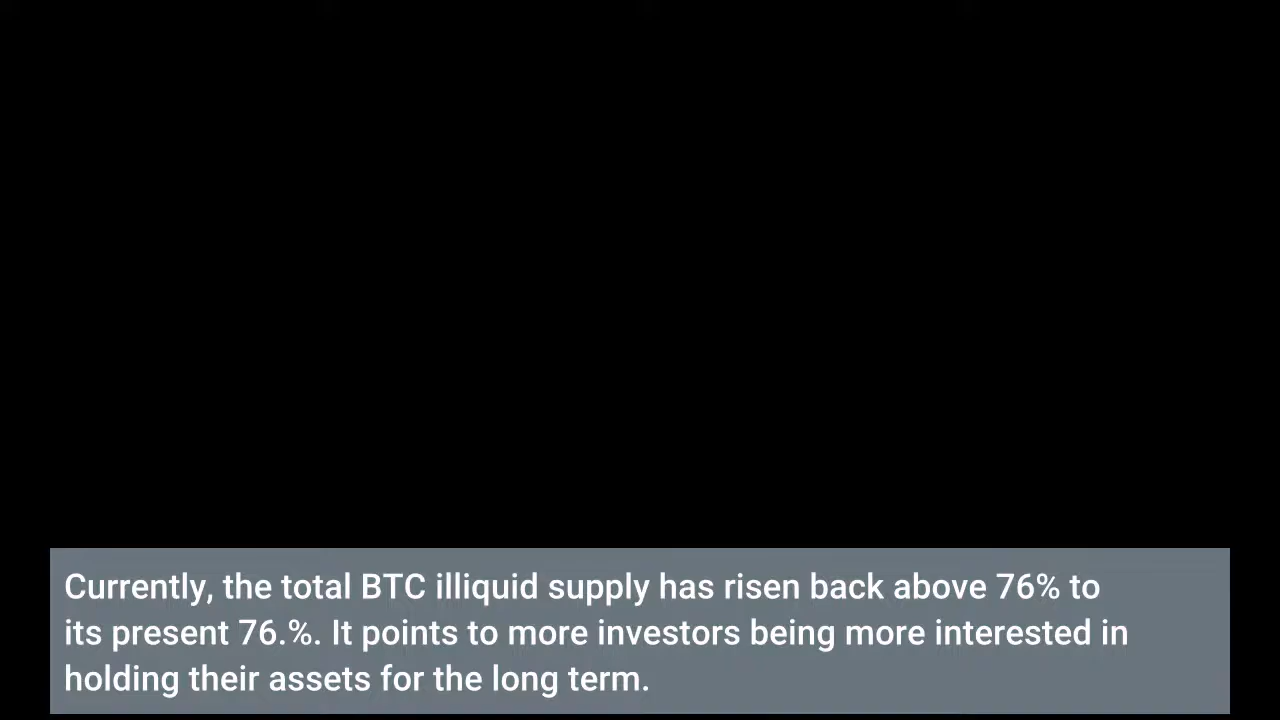 Currently, the total BTC illiquid supply has risen back above 76% to
its present 76.%. It points to more investors being more interested in
holding their assets for the long term.